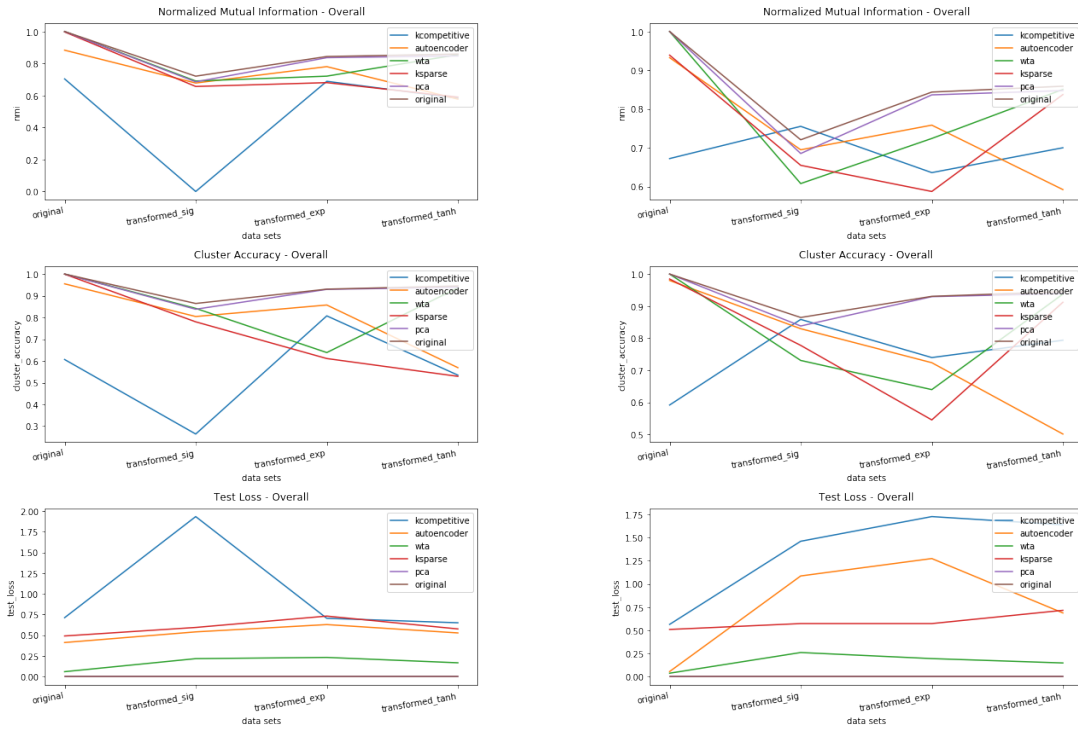 Normalized Mutual Information - Overall
1.0
0.8
0.6
0.4
0.2
0.0
nmi
original
transformed_sig
transformed_exp
transformed_tanh
data sets
kcompetitive
autoencoder
wta
ksparse
pca
original
Normalized Mutual Information - Overall
1.0
0.9
0.8
0.7
0.6
nmi
original
transformed_sig
transformed_exp
transformed_tanh
data sets
kcompetitive
autoencoder
wta
ksparse
pca
original
Cluster Accuracy - Overall
1.0
0.9
0.8
0.7
0.6
0.5
0.4
0.3
cluster_accuracy
original
transformed_sig
transformed_exp
transformed_tanh
data sets
kcompetitive
autoencoder
wta
ksparse
pca
original
Cluster Accuracy - Overall
1.0
0.9
0.8
0.7
0.6
0.5
cluster_accuracy
original
transformed_sig
transformed_exp
transformed_tanh
data sets
kcompetitive
autoencoder
wta
ksparse
pca
original
Test Loss - Overall
2.00
1.75
1.50
1.25
1.00
0.75
0.50
0.25
0.00
test_loss
original
transformed_sig
transformed_exp
transformed_tanh
data sets
kcompetitive
autoencoder
wta
ksparse
pca
original
Test Loss - Overall
1.75
1.50
1.25
1.00
0.75
0.50
0.25
0.00
test_loss
original
transformed_sig
transformed_exp
transformed_tanh
data sets
kcompetitive
autoencoder
wta
ksparse
pca
original